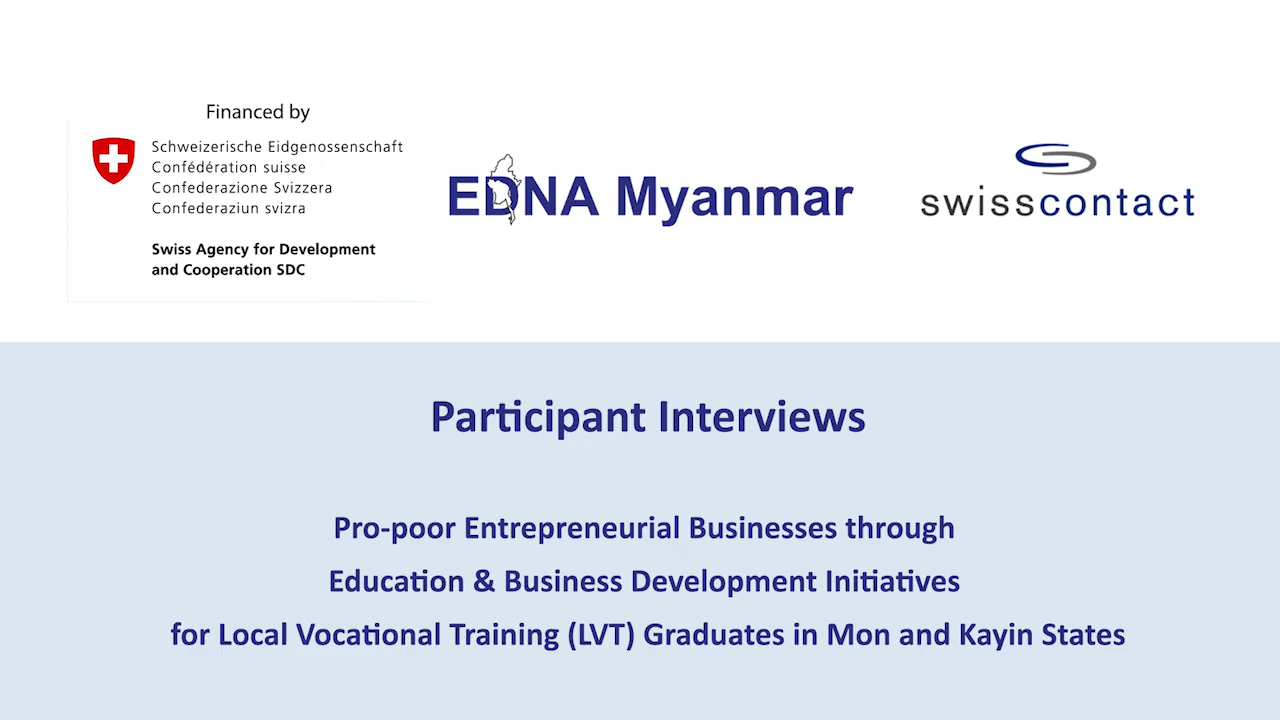 Financed by
Schweizerische Eidgenossenschaft
Confédération suisse
Confederazione Svizzera
Confederaziun svizra
Swiss Agency for Development
and Cooperation SDC
EDNA Myanmar
swisscontact
Participant Interviews
Pro-poor Entrepreneurial Businesses through
Education & Business Development Initiatives
for Local Vocational Training (LVT) Graduates in Mon and Kayin States